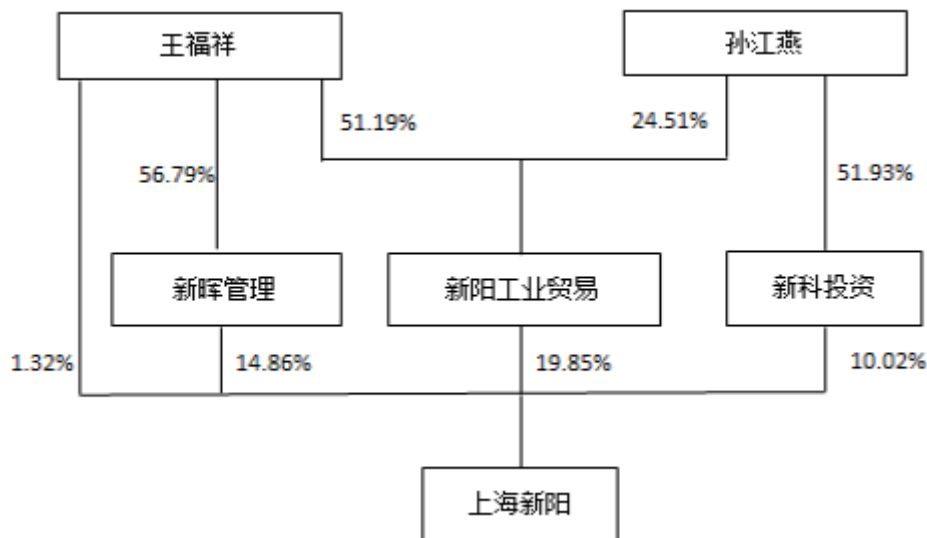 王福祥
孙江燕
51.19%
24.51%
56.79%
51.93%
新晖管理
新阳工业贸易
新科投资
1.32%
14.86%
19.85%
10.02%
上海新阳